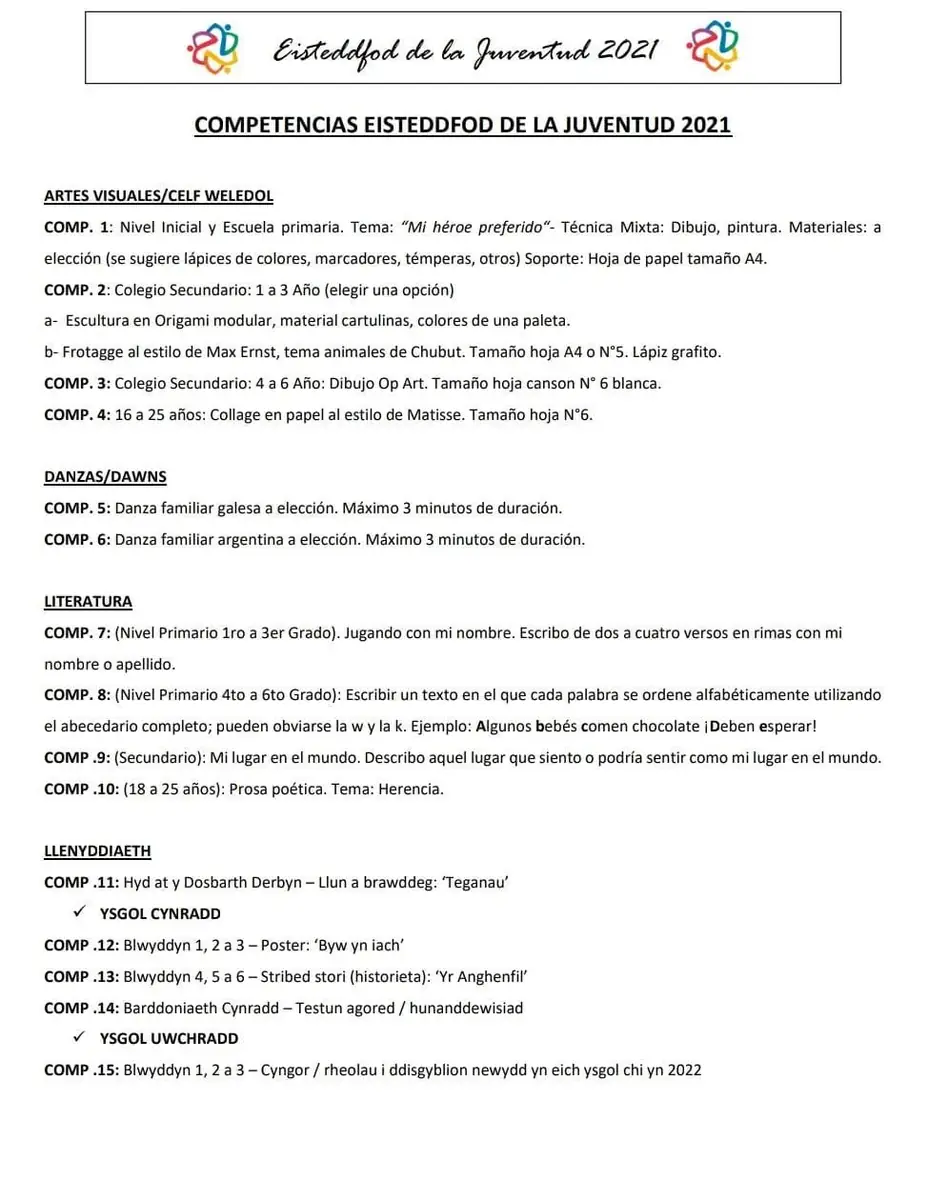 Eisteddfod de la Juventud 2021
COMPETENCIAS EISTEDDFOD DE LA JUVENTUD 2021
ARTES VISUALES/CELF WELEDOL
COMP. 1: Nivel Inicial y Escuela primaria. Tema: “Mi héroe preferido“- Técnica Mixta: Dibujo, pintura. Materiales: a
elección (se sugiere lápices de colores, marcadores, témperas, otros) Soporte: Hoja de papel tamaño A4.
COMP. 2: Colegio Secundario: 1 a 3 Año (elegir una opción)
a- Escultura en Origami modular, material cartulinas, colores de una paleta.
b- Frotagge al estilo de Max Ernst, tema animales de Chubut. Tamaño hoja A4 o N°5. Lápiz grafito.
COMP. 3: Colegio Secundario: 4 a 6 Año: Dibujo Op Art. Tamaño hoja canson N° 6 blanca.
COMP. 4: 16 a 25 años: Collage en papel al estilo de Matisse. Tamaño hoja N°6.
DANZAS/DAWNS
COMP. 5: Danza familiar galesa a elección. Máximo 3 minutos de duración.
COMP. 6: Danza familiar argentina a elección. Máximo 3 minutos de duración.
LITERATURA
COMP. 7: (Nivel Primario 1ro a 3er Grado). Jugando con mi nombre. Escribo de dos a cuatro versos en rimas con mi
nombre o apellido.
COMP. 8: (Nivel Primario 4to a 6to Grado): Escribir un texto en el que cada palabra se ordene alfabéticamente utilizando
el abecedario completo; pueden obviarse la w y la k. Ejemplo: Algunos bebés comen chocolate ¡Deben esperar!
COMP .9: (Secundario): Mi lugar en el mundo. Describo aquel lugar que siento o podría sentir como mi lugar en el mundo.
COMP .10: (18 a 25 años): Prosa poética. Tema: Herencia.
LLENYDDIAETH
COMP .11: Hyd at y Dosbarth Derbyn – Llun a brawddeg: ‘Teganau’
✓ YSGOL CYNRADD
COMP .12: Blwyddyn 1, 2 a 3 – Poster: ‘Byw yn iach’
COMP .13: Blwyddyn 4, 5 a 6 – Stribed stori (historieta): ‘Yr Anghenfil’
COMP .14: Barddoniaeth Cynradd – Testun agored / hunanddewisiad
✓ YSGOL UWCHRADD
COMP .15: Blwyddyn 1, 2 a 3 – Cyngor / rheolau i ddisgyblion newydd yn eich ysgol chi yn 2022